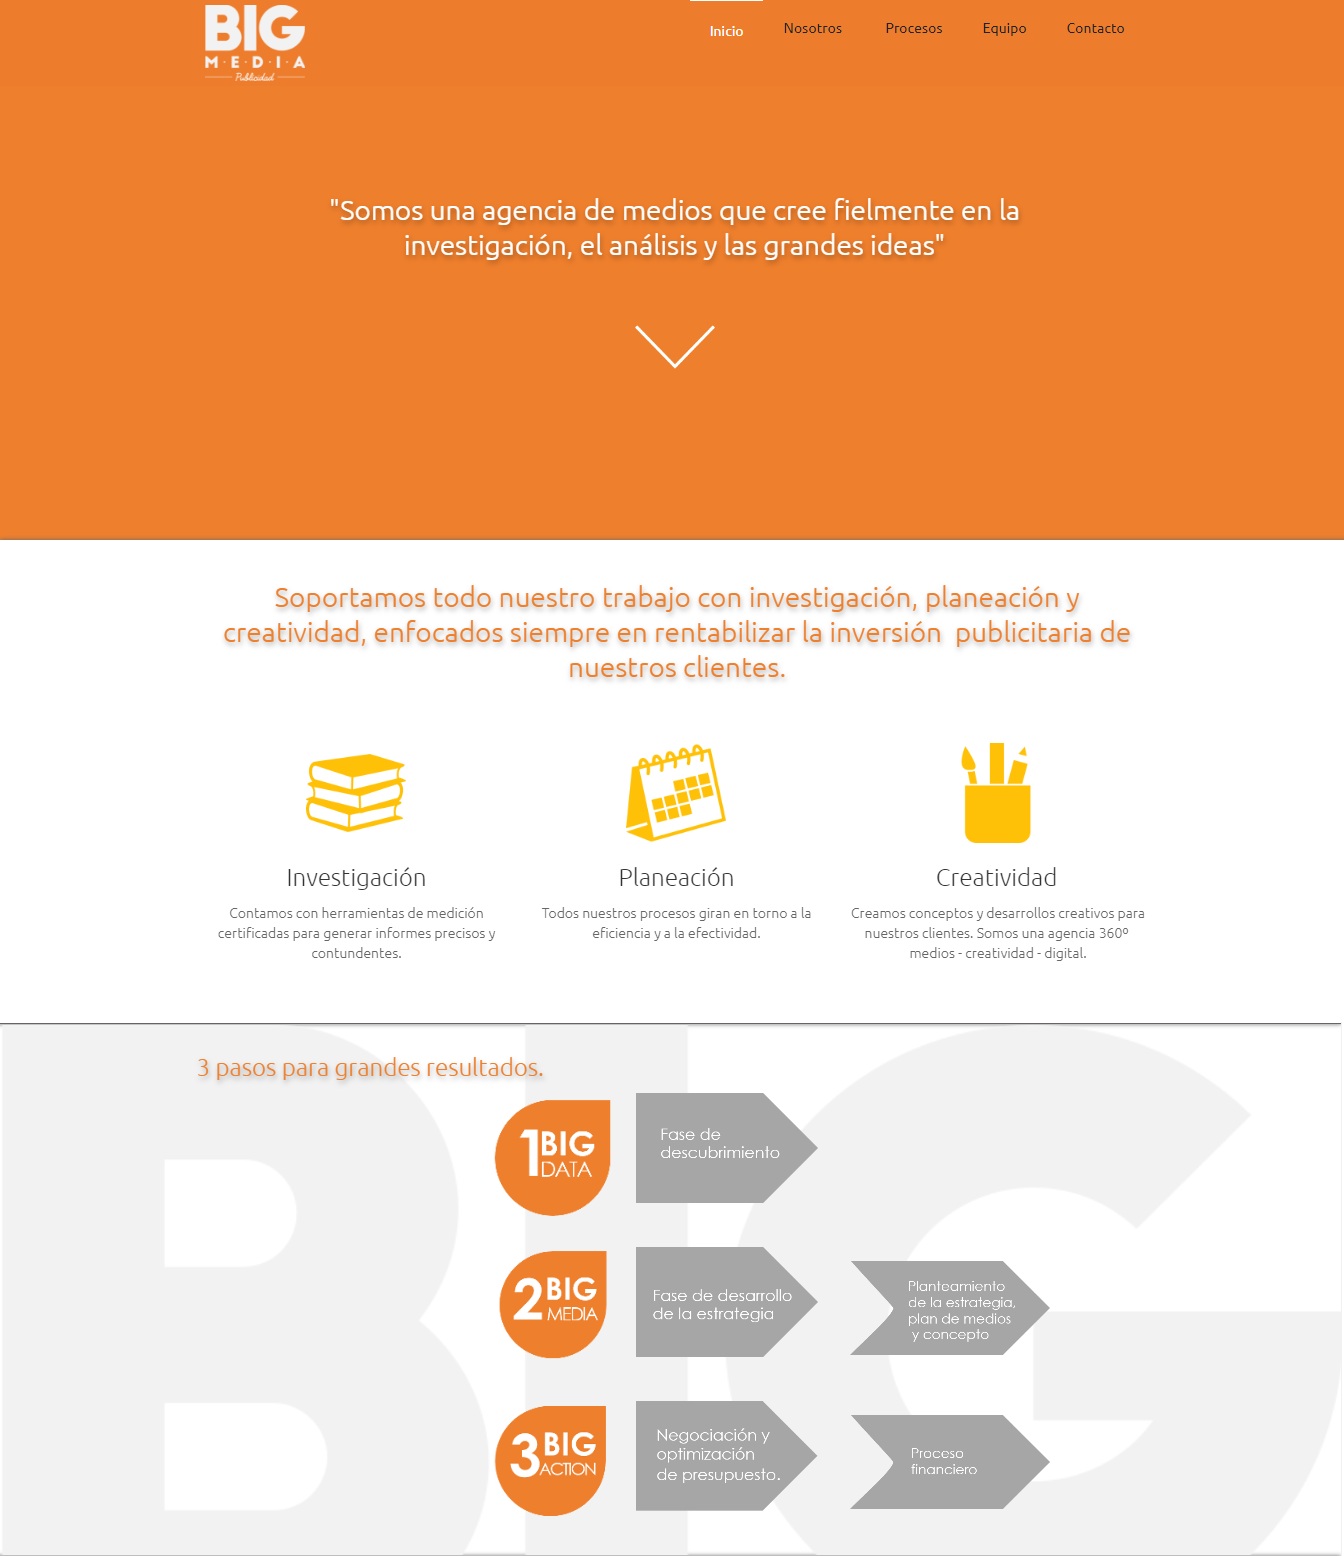 BIG
M·E·D·I·A
Publicidad
Inicio
Nosotros
Procesos
Equipo
Contacto
"Somos una agencia de medios que cree fielmente en la
investigación, el análisis y las grandes ideas"
Soportamos todo nuestro trabajo con investigación, planeación y
creatividad, enfocados siempre en rentabilizar la inversión  publicitaria de
nuestros clientes.
Investigación
Contamos con herramientas de medición
certificadas para generar informes precisos y
contundentes.
Planeación
Todos nuestros procesos giran en torno a la
eficiencia y a la efectividad.
Creatividad
Creamos conceptos y desarrollos creativos para
nuestros clientes. Somos una agencia 360º
medios - creatividad - digital.
BIG
3 pasos para grandes resultados.
1 BIG
DATA
Fase de
descubrimiento
2 BIG
MEDIA
Fase de desarrollo
de la estrategia
Planteamiento
de la estrategia,
plan de medios
y concepto
3 BIG
ACTION
Negociación y
optimización
de presupuesto.
Proceso
financiero